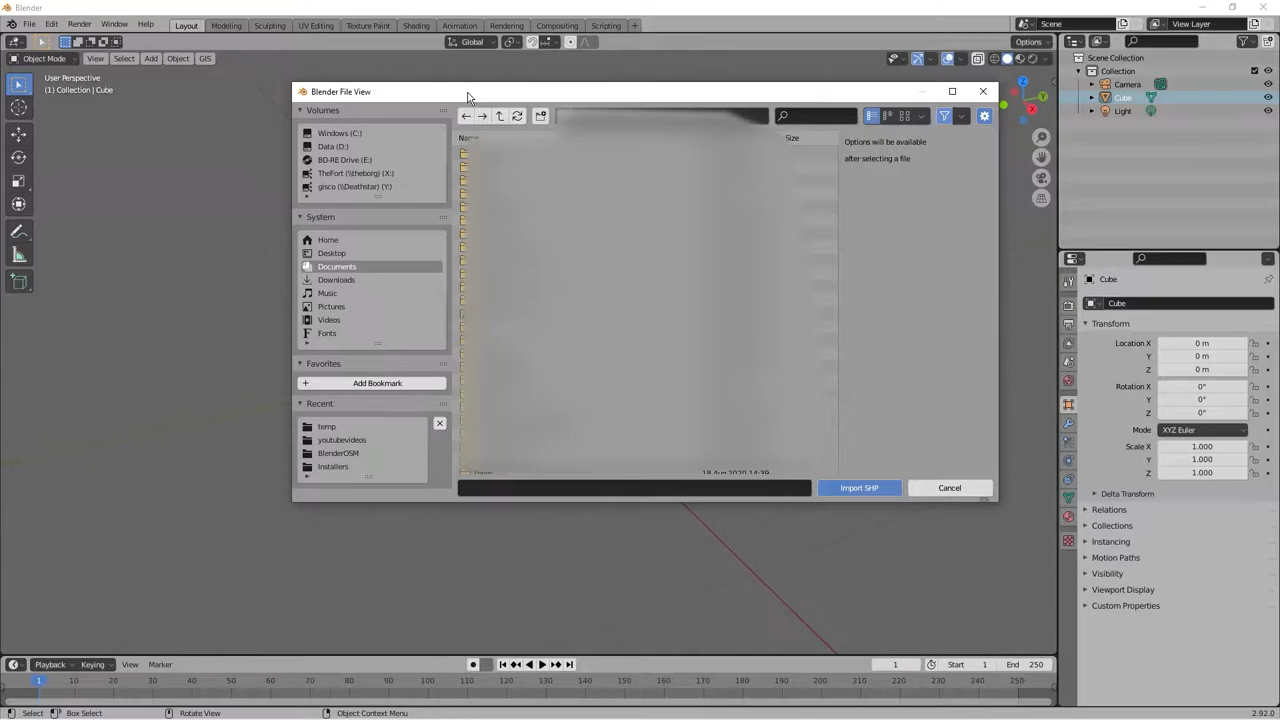 Blender
File Edit Render Window Help Layout Modeling Sculpting UV Editing Texture Paint Shading Animation Rendering Compositing Scripting + Scene View Layer
Global Options
Object Mode View Select Add Object GIS
User Perspective
(1) Collection | Cube
Scene Collection
Collection
Camera
Cube
Light
Z
Y
X
Blender File View
Volumes
Windows (C:)
Data (D:)
BD-RE Drive (E:)
TheFort (\\theborg) (X:)
gisco (\\Deathstar) (Y:)
System
Home
Desktop
Documents
Downloads
Music
Pictures
Videos
Fonts
Favorites
Add Bookmark
Recent
temp
youtubevideos
BlenderOSM
Installers
Name
Size
18 Aug 2020 14:39
Options will be available
after selecting a file
Import SHP
Cancel
Cube
Cube
Transform
Location X 0 m
Y 0 m
Z 0 m
Rotation X 0°
Y 0°
Z 0°
Mode XYZ Euler
Scale X 1.000
Y 1.000
Z 1.000
Delta Transform
Relations
Collections
Instancing
Motion Paths
Visibility
Viewport Display
Custom Properties
Playback Keying View Marker 1 Start 1 End 250
1 10 20 30 40 50 60 70 80 90 100 110 120 130 140 150 160 170 180 190 200 210 220 230 240 250
Select Box Select Rotate View Object Context Menu 2.92.0